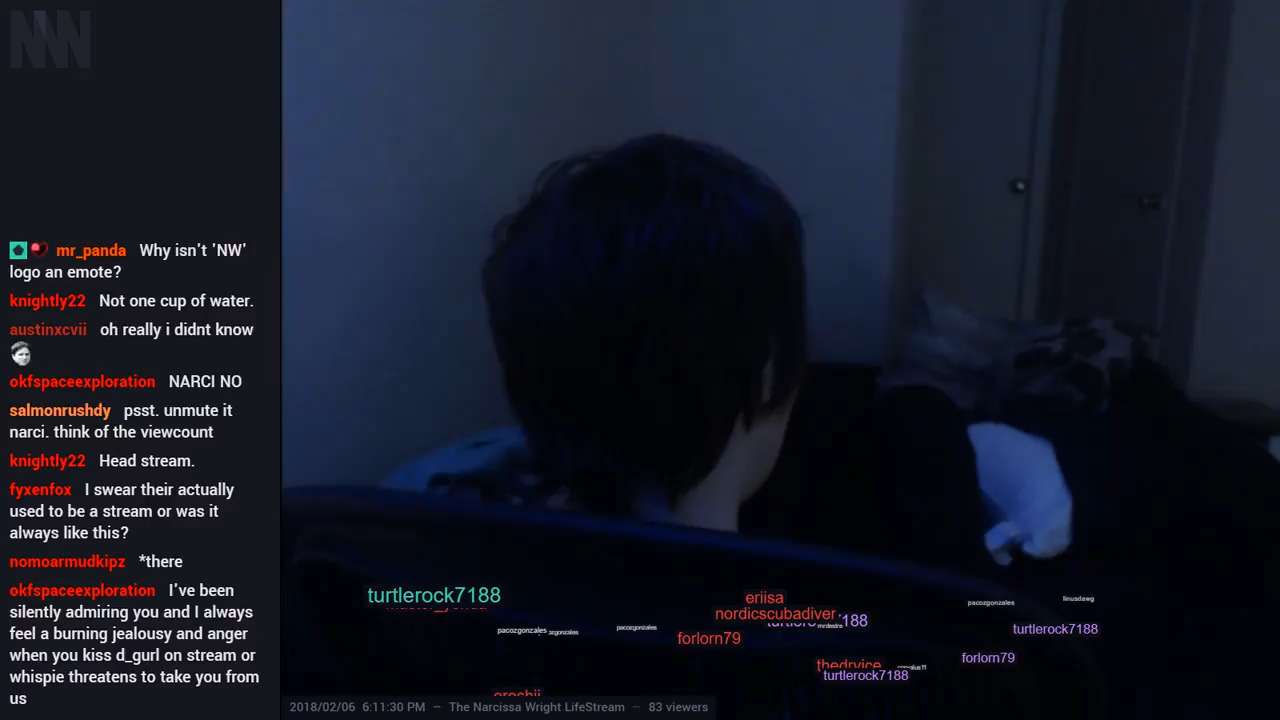 NW
mr_panda Why isn't 'NW'
logo an emote?
knightly22 Not one cup of water.
austinxcvii oh really i didnt know
okfspaceexploration NARCI NO
salmonrushdy psst. unmute it
narci. think of the viewcount
knightly22 Head stream.
fyxenfox I swear their actually
used to be a stream or was it
always like this?
nomoarmudkipz *there
okfspaceexploration I've been
silently admiring you and I always
feel a burning jealousy and anger
when you kiss d_gurl on stream or
whispie threatens to take you from
us
turtlerock7188
eriisa
nordicscubadiver
188
pacozgonzales
linusdawg
pacozgonzales
pacozgonzales
forlorn79
turtlerock7188
forlorn79
thedrvice
turtlerock7188
2018/02/06 6:11:30 PM – The Narcissa Wright LifeStream – 83 viewers